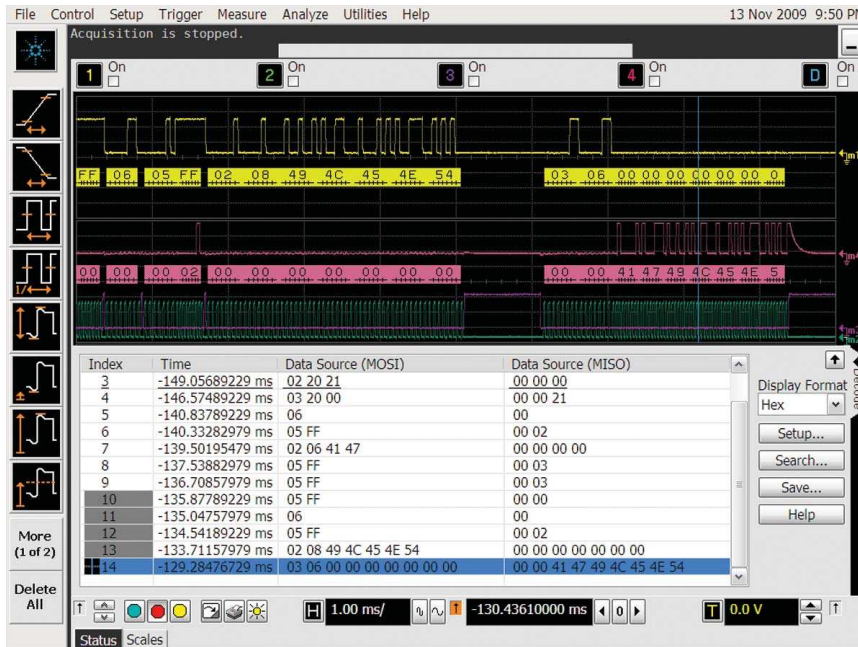 File Control Setup Trigger Measure Analyze Utilities Help 13 Nov 2009 9:50 PM
Acquisition is stopped.
1 On 2 On 3 On 4 On D On
FF 06 05 FF 02 08 49 4C 45 4E 54 03 06 00 00 00 00 00 00 0
00 00 00 02 00 00 00 00 00 00 00 00 00 41 47 49 4C 45 4E 5
Index Time Data Source (MOSI) Data Source (MISO)
3 -149.05689229 ms 02 20 21 00 00 00
4 -146.57489229 ms 03 20 00 00 00 21
5 -140.83789229 ms 06 00
6 -140.33282979 ms 05 FF 00 02
7 -139.50195479 ms 02 06 41 47 00 00 00 00
8 -137.53882979 ms 05 FF 00 03
9 -136.70857979 ms 05 FF 00 03
10 -135.87789229 ms 05 FF 00 00
11 -135.04757979 ms 06 00
12 -134.54189229 ms 05 FF 00 02
13 -133.71157979 ms 02 08 49 4C 45 4E 54 00 00 00 00 00 00 00
14 -129.28476729 ms 03 06 00 00 00 00 00 00 00 00 00 00 41 47 49 4C 45 4E 54
Decode
Display Format
Hex
Setup...
Search...
Save...
Help
1/
More
(1 of 2)
Delete
All
H 1.00 ms/ -130.43610000 ms 0 T 0.0 V
Status Scales